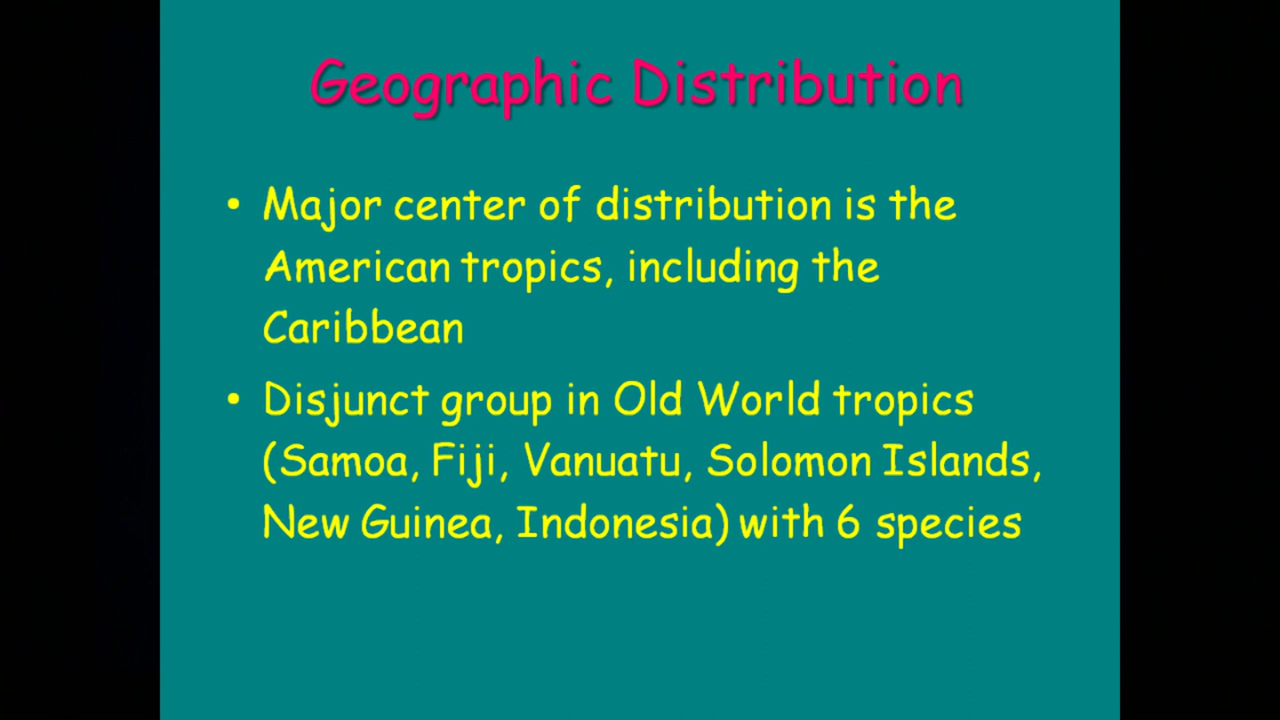 Geographic Distribution
• Major center of distribution is the
American tropics, including the
Caribbean
• Disjunct group in Old World tropics
(Samoa, Fiji, Vanuatu, Solomon Islands,
New Guinea, Indonesia) with 6 species